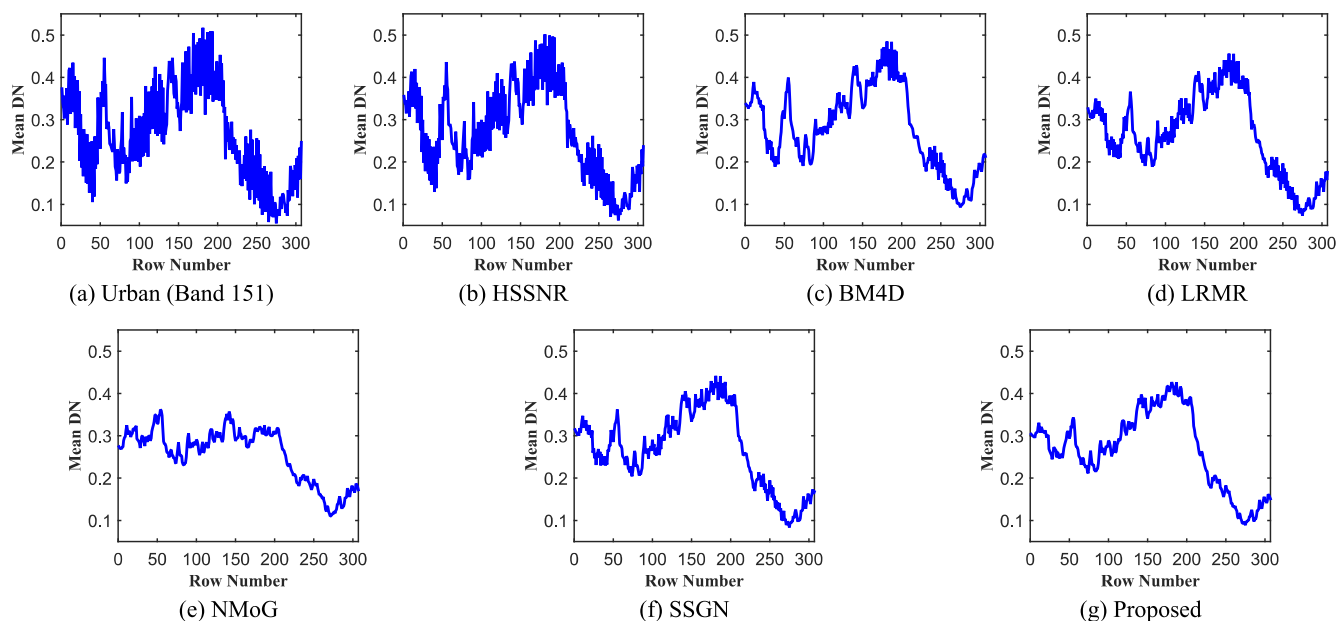 0.5
0.4
0.3
0.2
0.1
Mean DN
0 50 100 150 200 250 300
Row Number
(a) Urban (Band 151)
0.5
0.4
0.3
0.2
0.1
Mean DN
0 50 100 150 200 250 300
Row Number
(b) HSSNR
0.5
0.4
0.3
0.2
0.1
Mean DN
0 50 100 150 200 250 300
Row Number
(c) BM4D
0.5
0.4
0.3
0.2
0.1
Mean DN
0 50 100 150 200 250 300
Row Number
(d) LRMR
0.5
0.4
0.3
0.2
0.1
Mean DN
0 50 100 150 200 250 300
Row Number
(e) NMoG
0.5
0.4
0.3
0.2
0.1
Mean DN
0 50 100 150 200 250 300
Row Number
(f) SSGN
0.5
0.4
0.3
0.2
0.1
Mean DN
0 50 100 150 200 250 300
Row Number
(g) Proposed